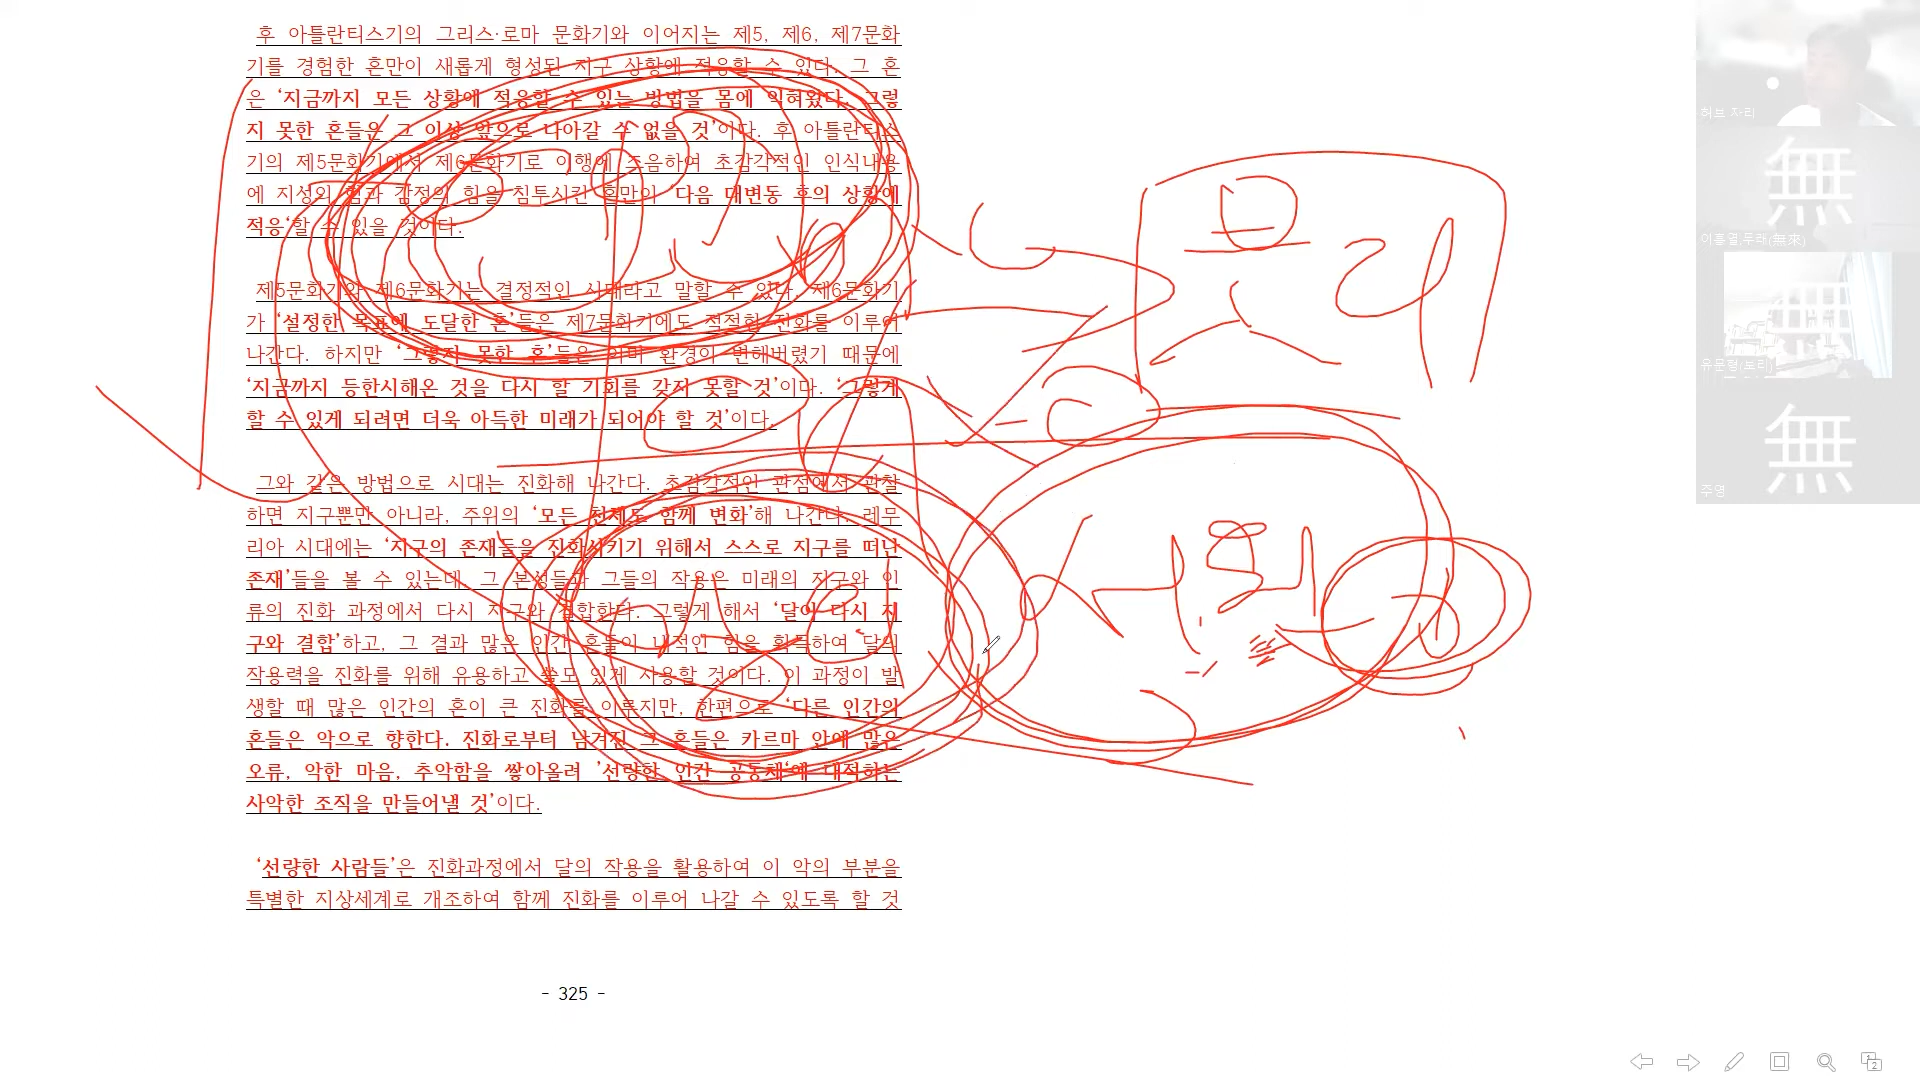 후 아틀란티스기의 그리스·로마 문화기와 이어지는 제5, 제6, 제7문화
기를 경험한 혼만이 새롭게 형성된 지구 상황에 적응할 수 있다. 그 혼
은 ‘지금까지 모든 상황에 적응할 수 있는 방법을 몸에 익혀왔다. 그렇
지 못한 혼들은 그 이상 앞으로 나아갈 수 없을 것’이다. 후 아틀란티스
기의 제5문화기에서 제6문화기로 이행에 즈음하여 초감각적인 인식내용
에 지성의 힘과 감정의 힘을 침투시킨 혼만이 ‘다음 대변동 후의 상황에
적응‘할 수 있을 것이다.
제5문화기와 제6문화기는 결정적인 시대라고 말할 수 있다. 제6문화기
가 ‘설정한 목표에 도달한 혼’들은 제7문화기에도 적절한 진화를 이루어
나간다. 하지만 ‘그렇지 못한 혼’들은 이미 환경이 변해버렸기 때문에
‘지금까지 등한시해온 것을 다시 할 기회를 갖지 못할 것’이다. ‘그렇게
할 수 있게 되려면 더욱 아득한 미래가 되어야 할 것’이다.
그와 같은 방법으로 시대는 진화해 나간다. 초감각적인 관점에서 관찰
하면 지구뿐만 아니라, 주위의 ‘모든 천체도 함께 변화’해 나간다. 레무
리아 시대에는 ‘지구의 존재들을 진화시키기 위해서 스스로 지구를 떠난
존재’들을 볼 수 있는데, 그 본성들과 그들의 작용은 미래의 지구와 인
류의 진화 과정에서 다시 지구와 결합한다. 그렇게 해서 ‘달이 다시 지
구와 결합’하고, 그 결과 많은 인간 혼들이 내적인 힘을 획득하여 달의
작용력을 진화를 위해 유용하고 쓸모 있게 사용할 것이다. 이 과정이 발
생할 때 많은 인간의 혼이 큰 진화를 이루지만, 한편으로 ‘다른 인간의
혼들은 악으로 향한다. 진화로부터 남겨진 그 혼들은 카르마 안에 많은
오류, 악한 마음, 추악함을 쌓아올려 ’선량한 인간 공동체‘에 대적하는
사악한 조직을 만들어낼 것’이다.
‘선량한 사람들’은 진화과정에서 달의 작용을 활용하여 이 악의 부분을
특별한 지상세계로 개조하여 함께 진화를 이루어 나갈 수 있도록 할 것
- 325 -
허브 자리
無
이홍열,무래(無來)
유문형(보리)
無
주영